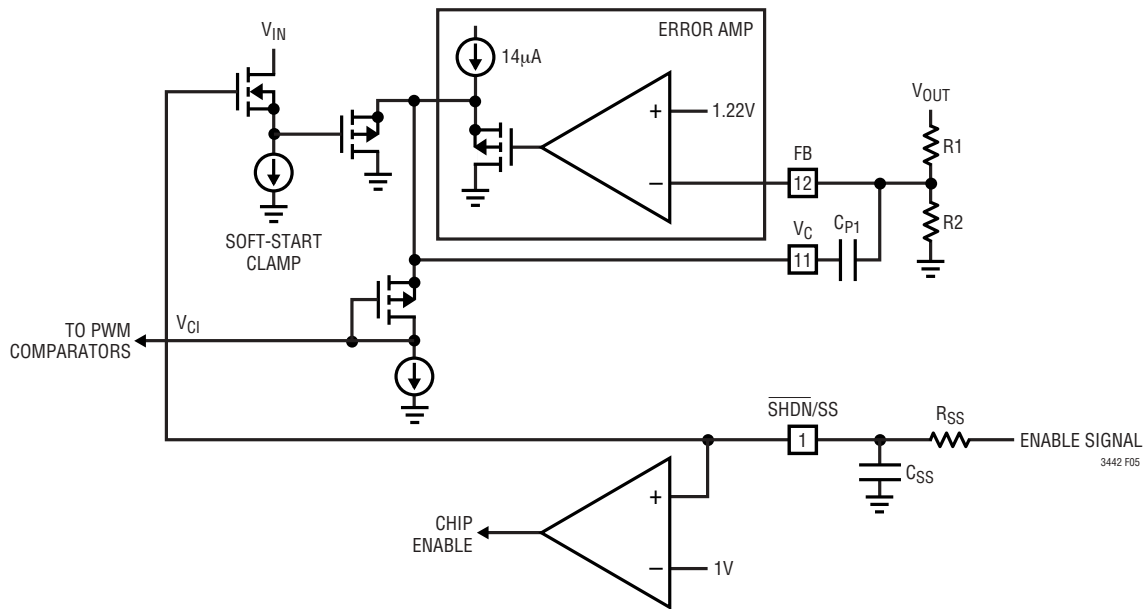 VIN
ERROR AMP
14μA
1.22V
VOUT
R1
FB
12
R2
VC
CP1
11
SOFT-START
CLAMP
VCI
TO PWM
COMPARATORS
SHDN/SS
1
RSS
ENABLE SIGNAL
3442 F05
CSS
CHIP
ENABLE
1V
+
–
+
–